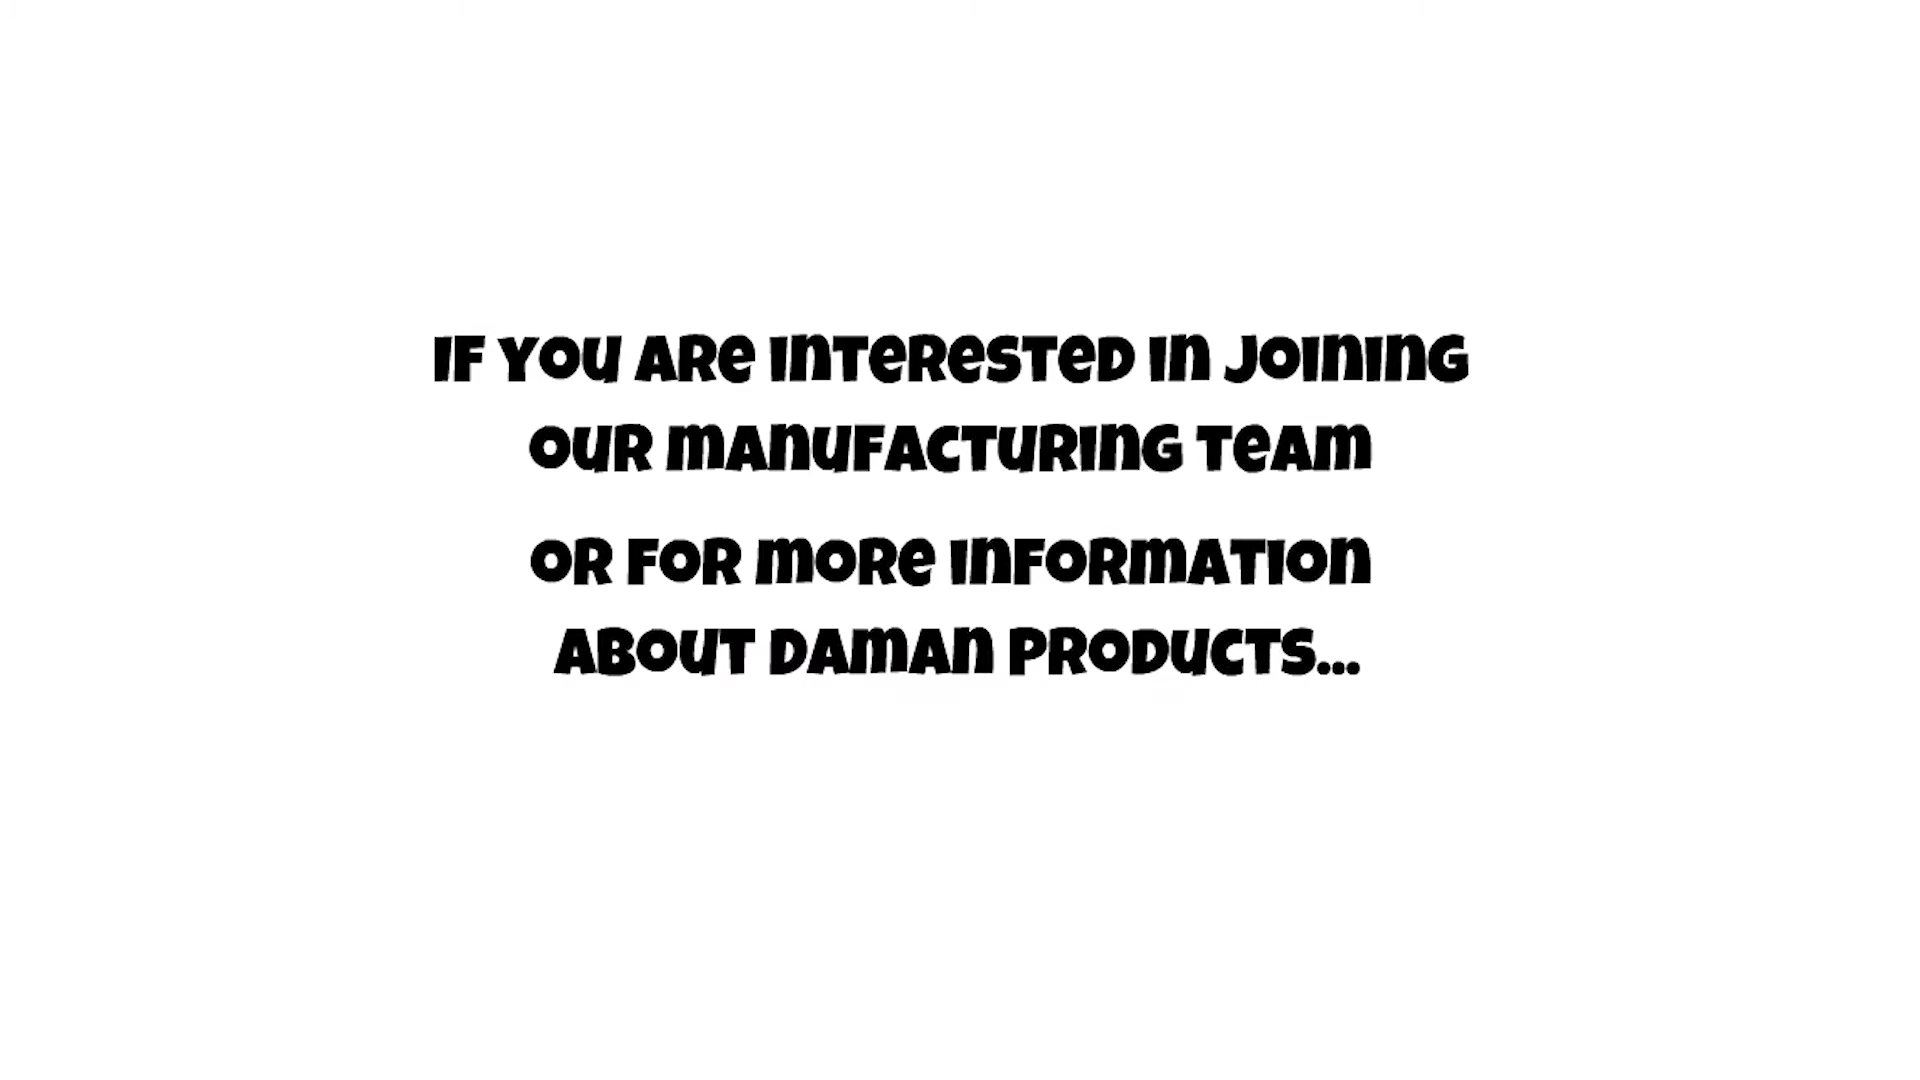 IF YOU ARE INTERESTED IN JOINING
OUR MANUFACTURING TEAM
OR FOR MORE INFORMATION
ABOUT DAMAN PRODUCTS...